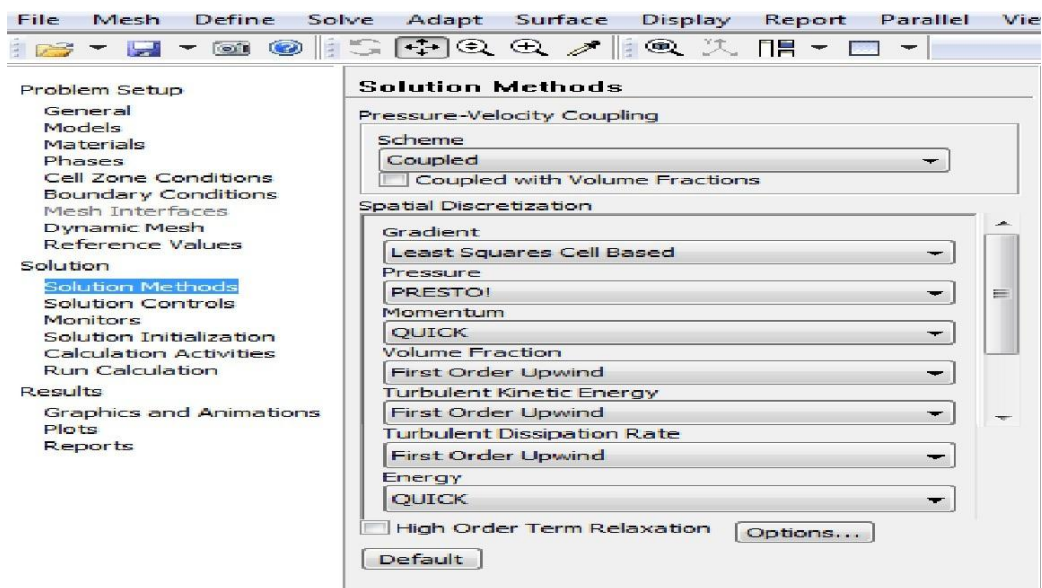 File Mesh Define Solve Adapt Surface Display Report Parallel Vie
Problem Setup
General
Models
Materials
Phases
Cell Zone Conditions
Boundary Conditions
Mesh Interfaces
Dynamic Mesh
Reference Values
Solution
Solution Methods
Solution Controls
Monitors
Solution Initialization
Calculation Activities
Run Calculation
Results
Graphics and Animations
Plots
Reports
Solution Methods
Pressure-Velocity Coupling
Scheme
Coupled
Coupled with Volume Fractions
Spatial Discretization
Gradient
Least Squares Cell Based
Pressure
PRESTO!
Momentum
QUICK
Volume Fraction
First Order Upwind
Turbulent Kinetic Energy
First Order Upwind
Turbulent Dissipation Rate
First Order Upwind
Energy
QUICK
High Order Term Relaxation Options...
Default